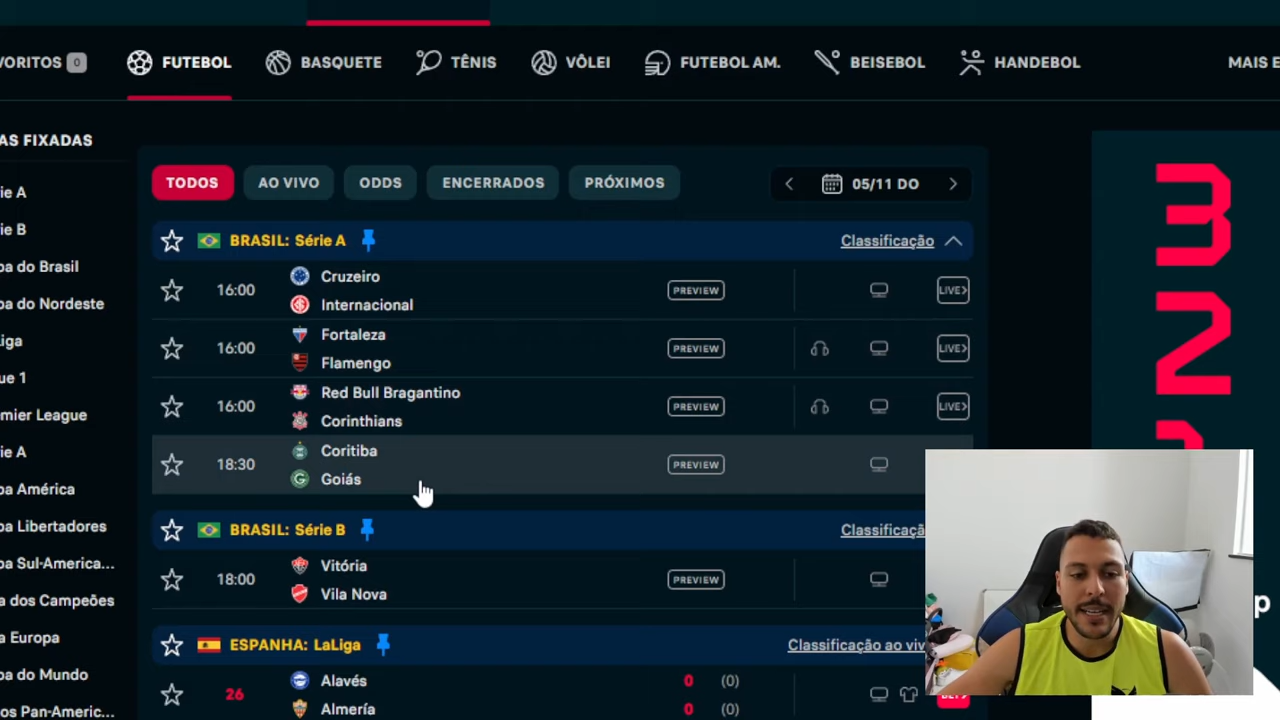 VORITOS 0 FUTEBOL BASQUETE TÊNIS VÔLEI FUTEBOL AM. BEISEBOL HANDEBOL MAIS E
AS FIXADAS
ie A
ie B
pa do Brasil
pa do Nordeste
iga
ue 1
mier League
ie A
pa América
pa Libertadores
pa Sul-America...
a dos Campeões
a Europa
a do Mundo
os Pan-Americ...
TODOS AO VIVO ODDS ENCERRADOS PRÓXIMOS 05/11 DO
BRASIL: Série A Classificação
16:00 Cruzeiro PREVIEW LIVE
Internacional
16:00 Fortaleza PREVIEW LIVE
Flamengo
16:00 Red Bull Bragantino PREVIEW LIVE
Corinthians
18:30 Coritiba PREVIEW
Goiás
BRASIL: Série B Classificaçã
18:00 Vitória PREVIEW
Vila Nova
ESPANHA: LaLiga Classificação ao viv
26 Alavés 0 (0)
Almería 0 (0)
p